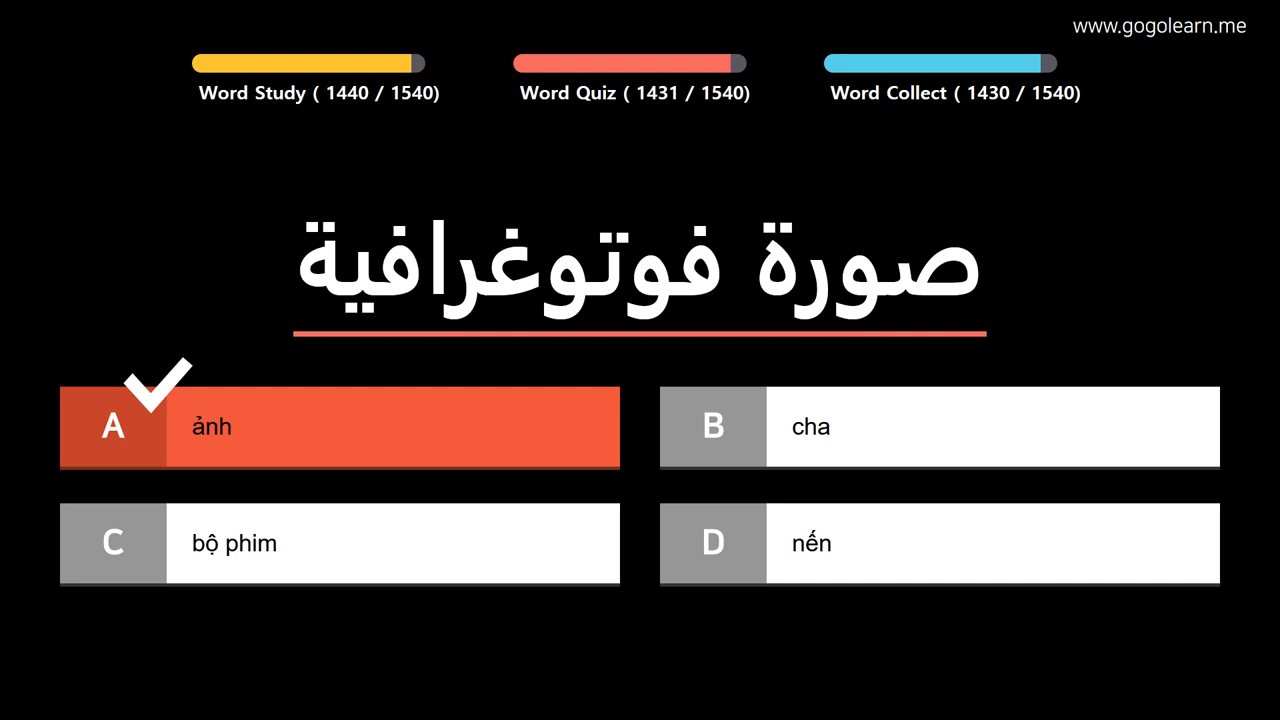 www.gogolearn.me
Word Study ( 1440 / 1540)
Word Quiz ( 1431 / 1540)
Word Collect ( 1430 / 1540)
صورة فوتوغرافية
A ảnh
B cha
C bộ phim
D nến